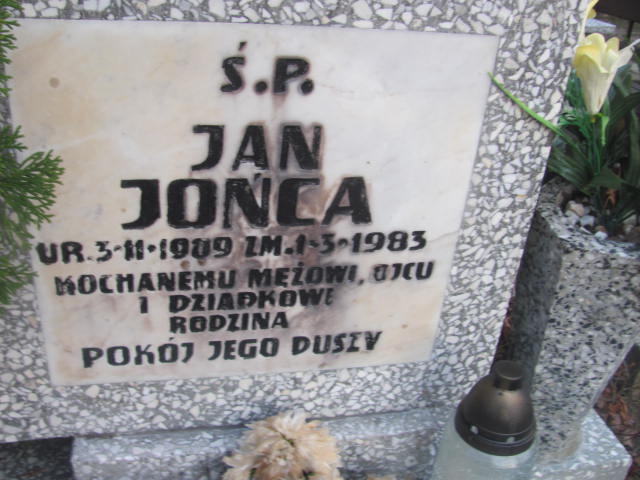 Ś.P.
JAN
JOŃCA
UR. 3-11-1909 ZM. 1-3-1983
KOCHANEMU MĘŻOWI, OJCU
I DZIADKOWI
RODZINA
POKÓJ JEGO DUSZY